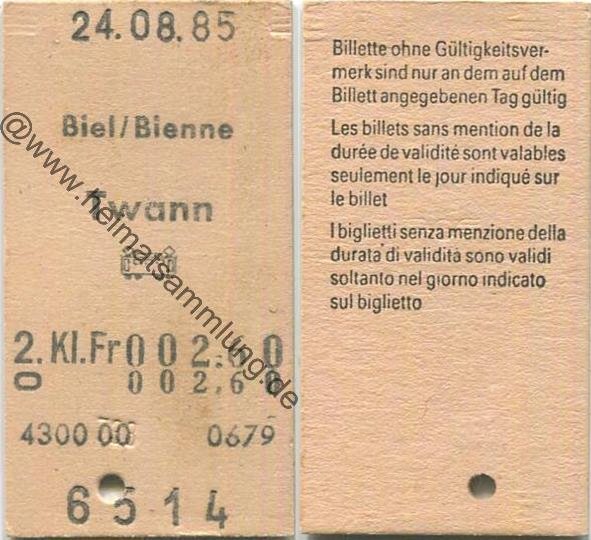 24.08.85
Biel/Bienne
Twann
2. Kl. Fr 002.60
0 002,60
4300 00 0679
6514
@www.heimatsammlung.de
Billette ohne Gültigkeitsver-
merk sind nur an dem auf dem
Billett angegebenen Tag gültig
Les billets sans mention de la
durée de validité sont valables
seulement le jour indiqué sur
le billet
I biglietti senza menzione della
durata di validità sono validi
soltanto nel giorno indicato
sul biglietto